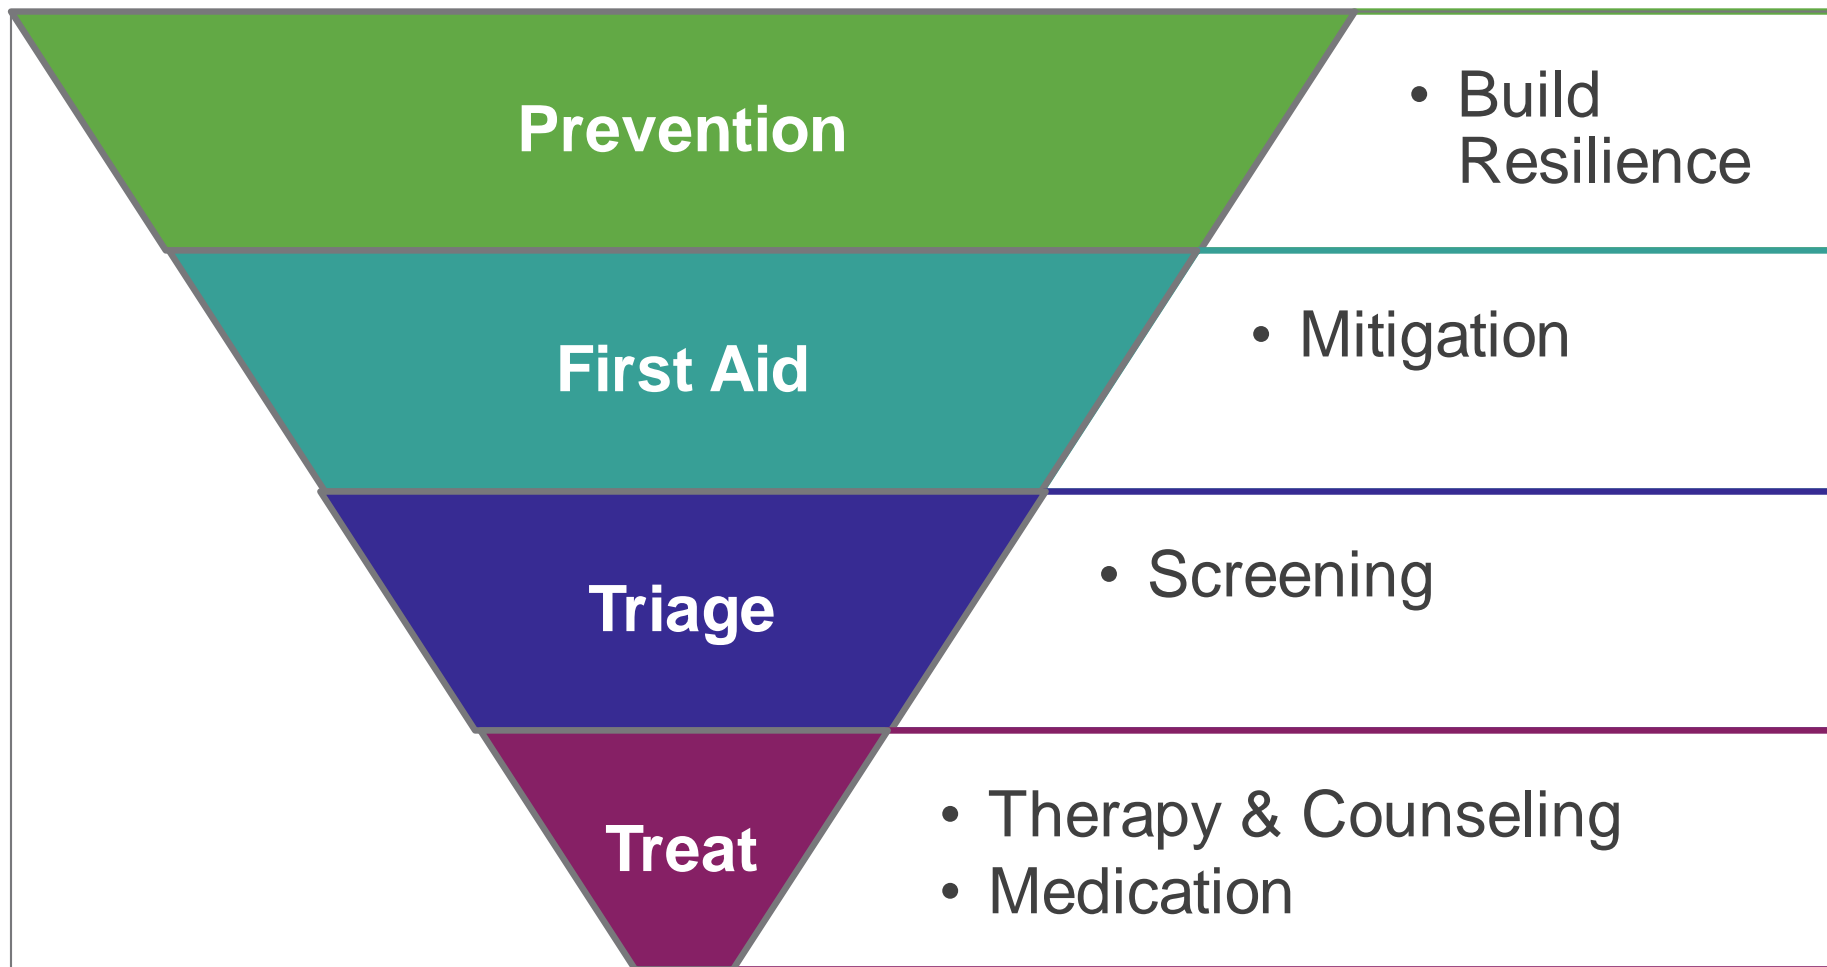 Prevention
• Build
Resilience
First Aid
• Mitigation
Triage
• Screening
Treat
• Therapy & Counseling
• Medication